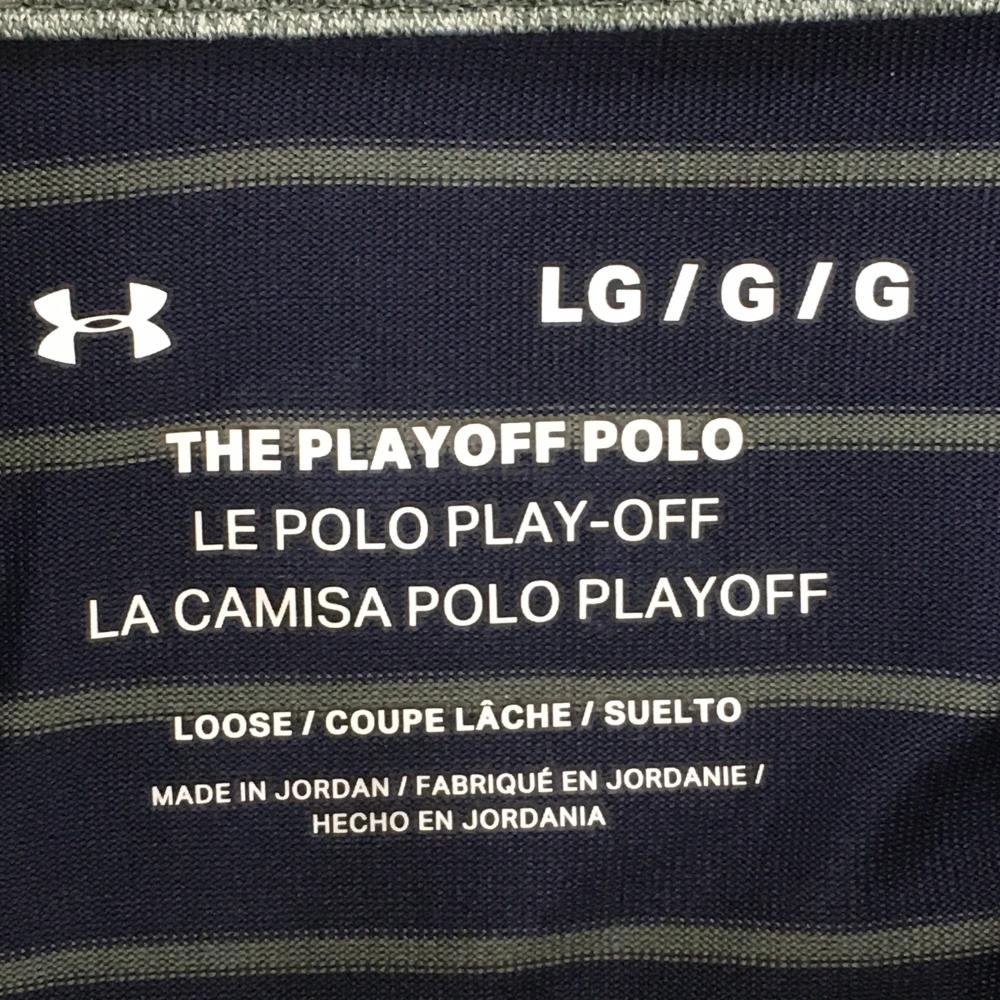 LG / G / G
THE PLAYOFF POLO
LE POLO PLAY-OFF
LA CAMISA POLO PLAYOFF
LOOSE / COUPE LÂCHE / SUELTO
MADE IN JORDAN / FABRIQUÉ EN JORDANIE /
HECHO EN JORDANIA